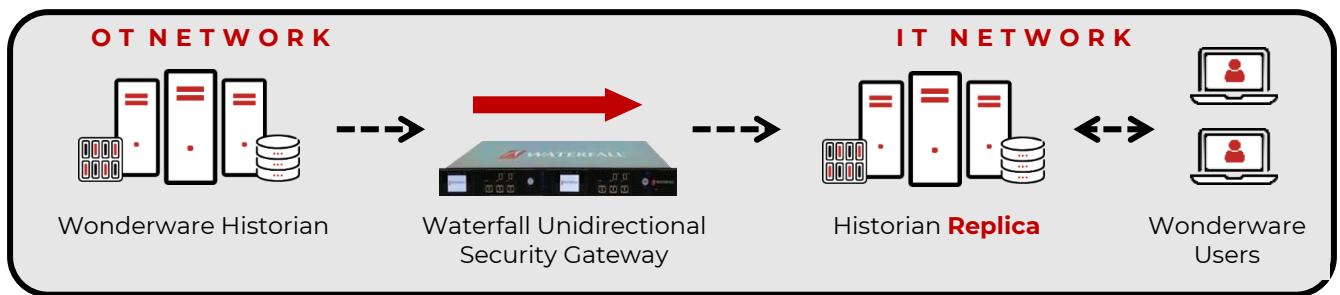 OT NETWORK
IT NETWORK
WATERFALL
Wonderware Historian
Waterfall Unidirectional
Security Gateway
Historian Replica
Wonderware
Users